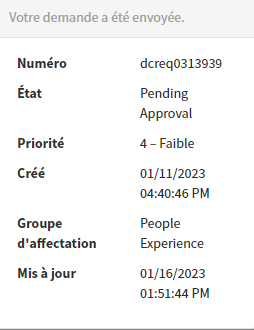 Votre demande a été envoyée.
Numéro dcreq0313939
État Pending
Approval
Priorité 4 – Faible
Créé 01/11/2023
04:40:46 PM
Groupe People
d'affectation Experience
Mis à jour 01/16/2023
01:51:44 PM